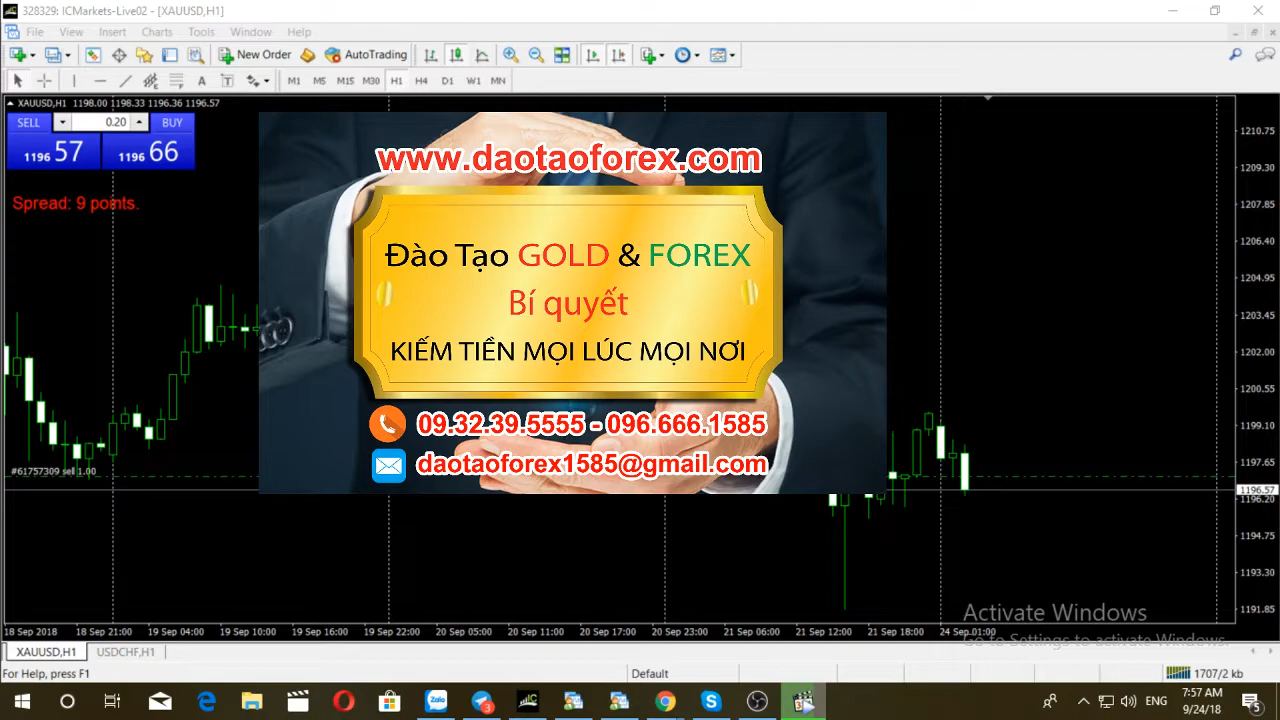 328329: ICMarkets-Live02 - [XAUUSD,H1]
File View Insert Charts Tools Window Help
New Order AutoTrading
M1 M5 M15 M30 H1 H4 D1 W1 MN
XAUUSD,H1 1198.00 1198.33 1196.36 1196.57
SELL 0.20 BUY
1196 57 1196 66
Spread: 9 points.
www.daotaoforex.com
Đào Tạo GOLD & FOREX
Bí quyết
KIẾM TIỀN MỌI LÚC MỌI NƠI
09.32.39.5555 - 096.666.1585
daotaoforex1585@gmail.com
#61757309 sell 1.00
1210.75
1209.30
1207.85
1206.40
1204.95
1203.45
1202.00
1200.55
1199.10
1197.65
1196.57
1196.20
1194.75
1193.30
1191.85
Activate Windows
Go to Settings to activate Windows.
18 Sep 2018 18 Sep 21:00 19 Sep 04:00 19 Sep 10:00 19 Sep 16:00 19 Sep 22:00 20 Sep 05:00 20 Sep 11:00 20 Sep 17:00 20 Sep 23:00 21 Sep 06:00 21 Sep 12:00 21 Sep 18:00 24 Sep 01:00
XAUUSD,H1 USDCHF,H1
For Help, press F1 Default 1707/2 kb
Zalo 3 ENG 7:57 AM
9/24/18 5